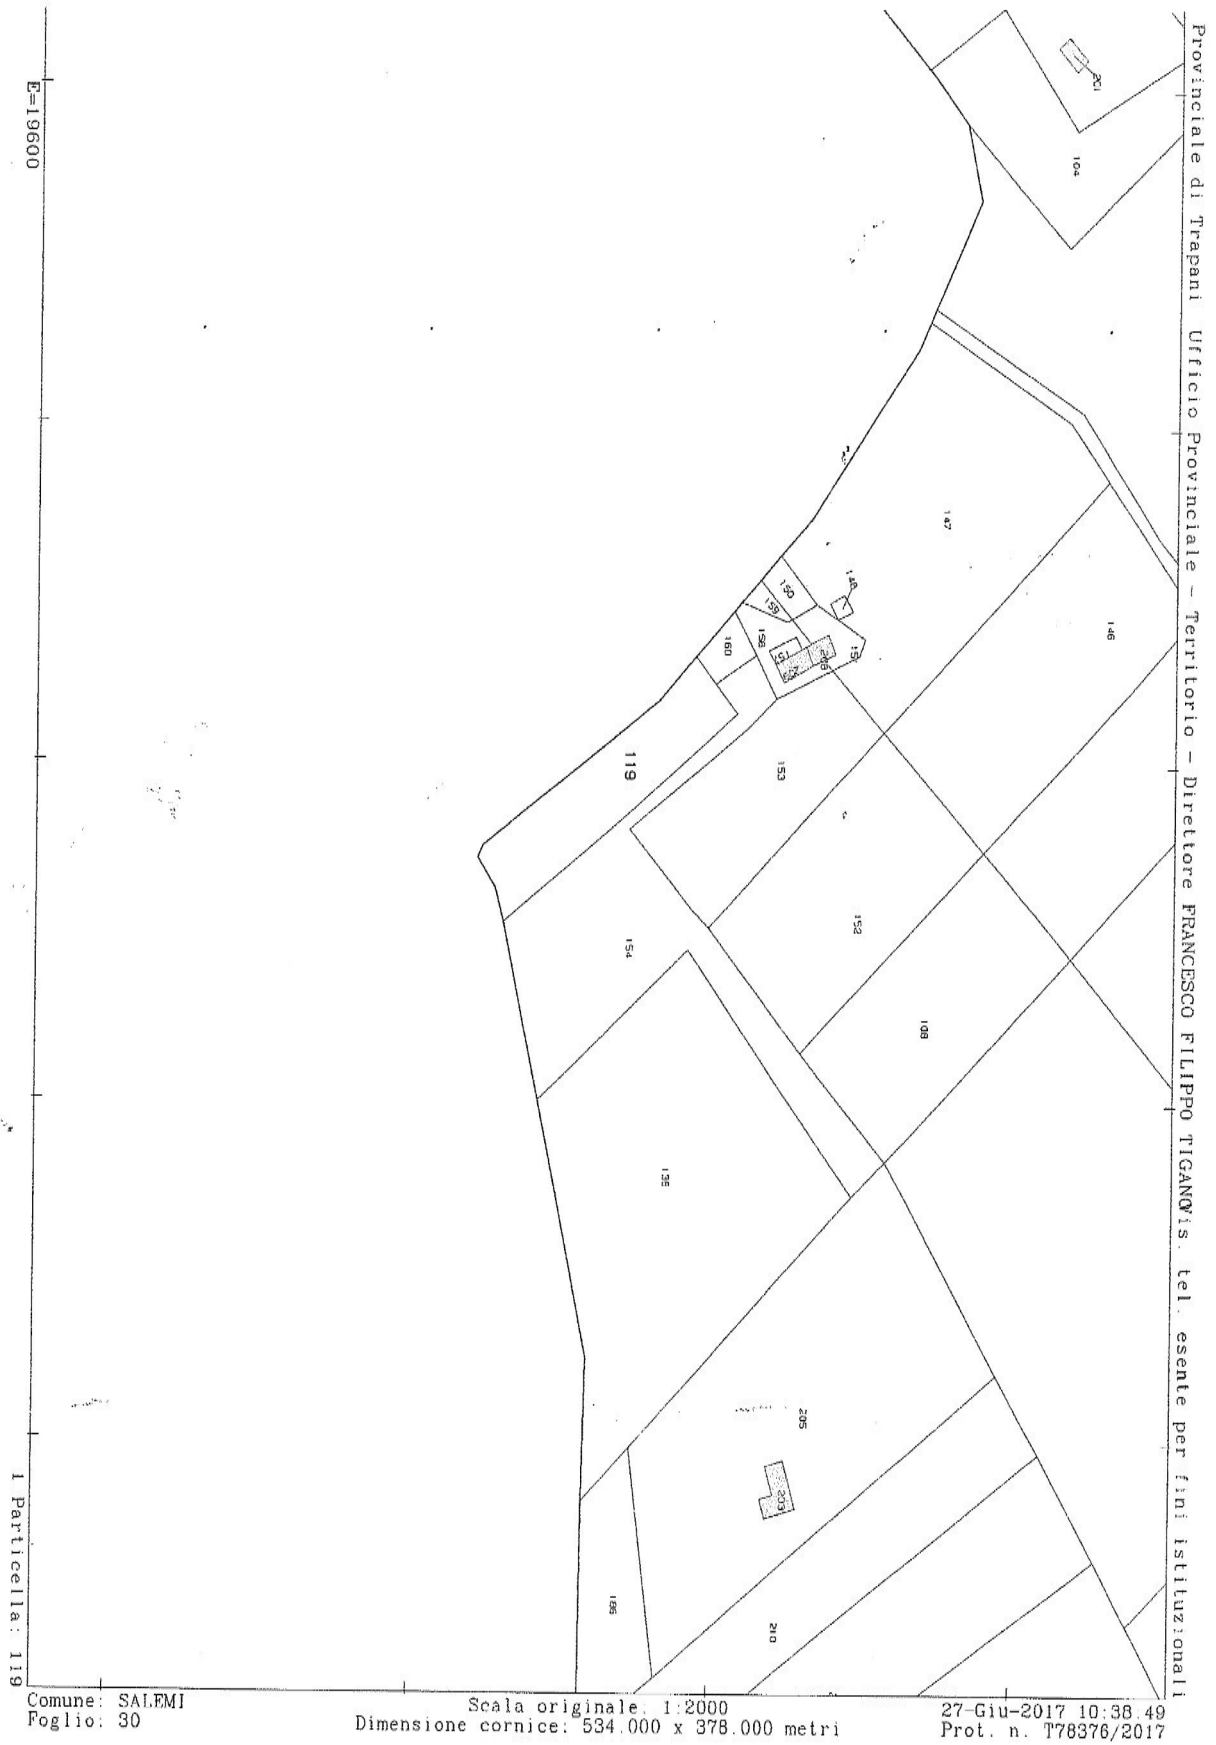 Provinciale di Trapani Ufficio Provinciale - Territorio - Direttore FRANCESCO FILIPPO TIGANO Vis. tel. esente per fini istituzionali
E=19600
201
104
147
146
148
150
159
151
158
160
157
206
119
153
152
154
108
136
205
203
186
210
1 Particella: 119
Comune: SALEMI
Foglio: 30
Scala originale: 1:2000
Dimensione cornice: 534.000 x 378.000 metri
27-Giu-2017 10:38.49
Prot. n. T78376/2017